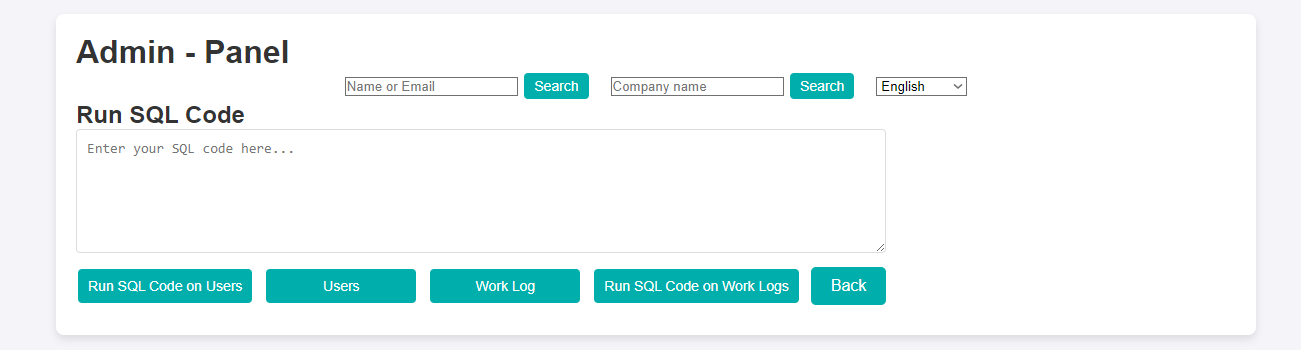 Admin - Panel
Name or Email Search Company name Search English
Run SQL Code
Enter your SQL code here...
Run SQL Code on Users Users Work Log Run SQL Code on Work Logs Back